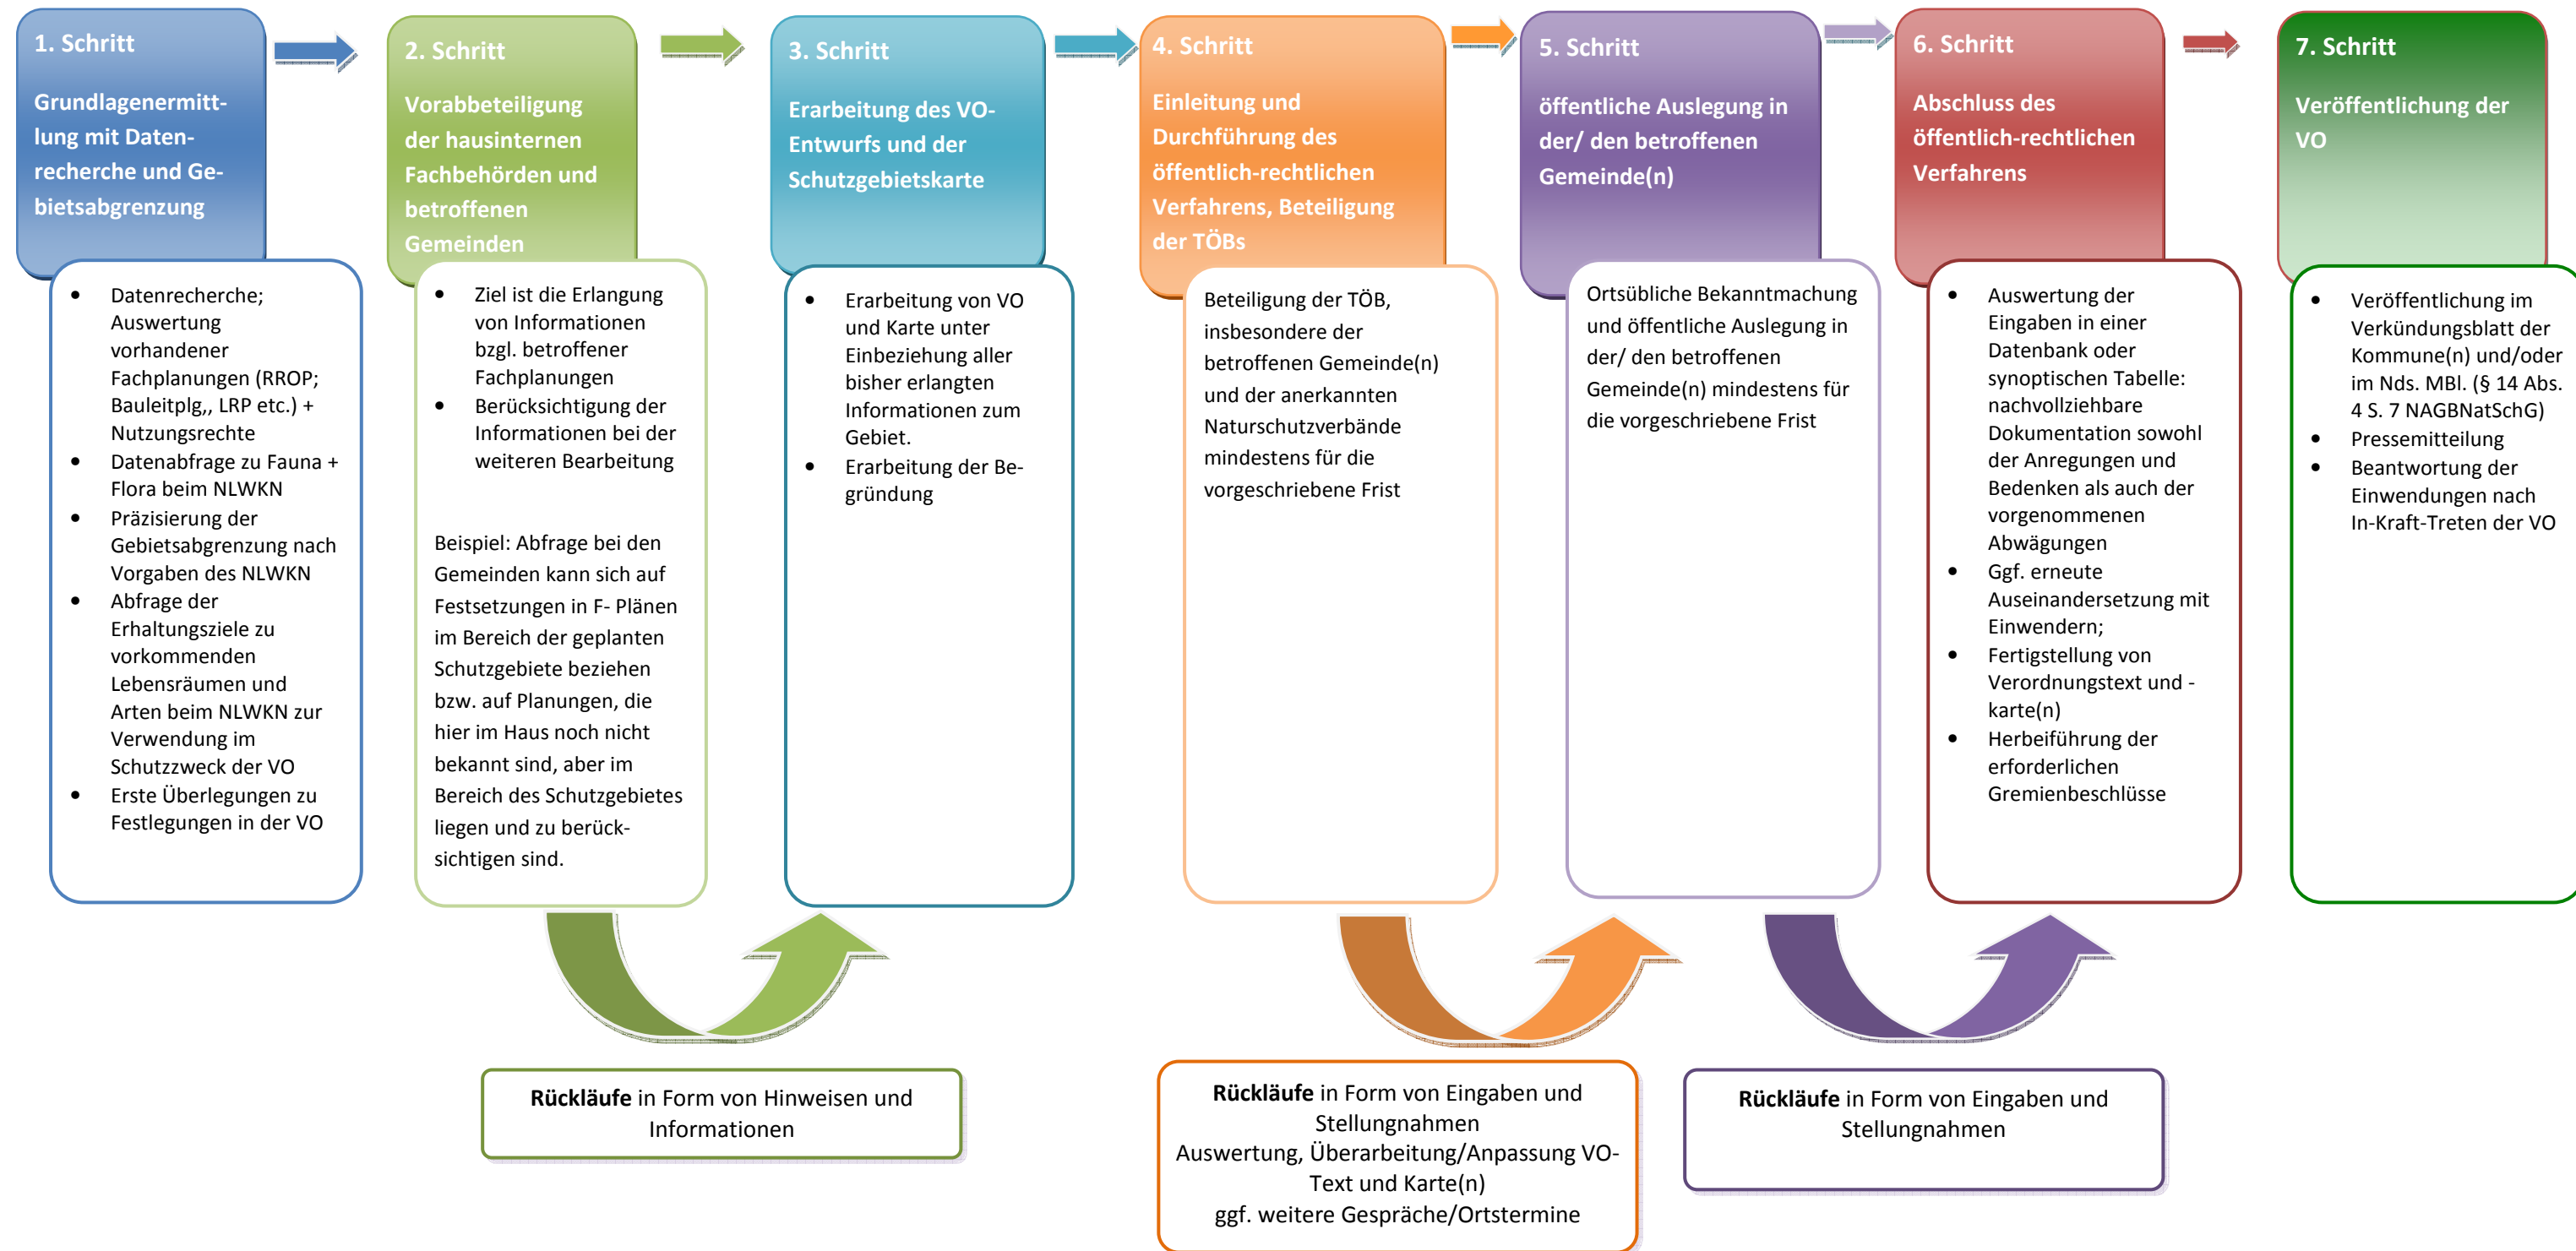 1. Schritt
Grundlagenermitt-
lung mit Daten-
recherche und Ge-
bietsabgrenzung
Datenrecherche;
Auswertung
vorhandener
Fachplanungen (RROP;
Bauleitplg,, LRP etc.) +
Nutzungsrechte
Datenabfrage zu Fauna +
Flora beim NLWKN
Präzisierung der
Gebietsabgrenzung nach
Vorgaben des NLWKN
Abfrage der
Erhaltungsziele zu
vorkommenden
Lebensräumen und
Arten beim NLWKN zur
Verwendung im
Schutzzweck der VO
Erste Überlegungen zu
Festlegungen in der VO
2. Schritt
Vorabbeteiligung
der hausinternen
Fachbehörden und
betroffenen
Gemeinden
Ziel ist die Erlangung
von Informationen
bzgl. betroffener
Fachplanungen
Berücksichtigung der
Informationen bei der
weiteren Bearbeitung
Beispiel: Abfrage bei den
Gemeinden kann sich auf
Festsetzungen in F- Plänen
im Bereich der geplanten
Schutzgebiete beziehen
bzw. auf Planungen, die
hier im Haus noch nicht
bekannt sind, aber im
Bereich des Schutzgebietes
liegen und zu berück-
sichtigen sind.
3. Schritt
Erarbeitung des VO-
Entwurfs und der
Schutzgebietskarte
Erarbeitung von VO
und Karte unter
Einbeziehung aller
bisher erlangten
Informationen zum
Gebiet.
Erarbeitung der Be-
gründung
4. Schritt
Einleitung und
Durchführung des
öffentlich-rechtlichen
Verfahrens, Beteiligung
der TÖBs
Beteiligung der TÖB,
insbesondere der
betroffenen Gemeinde(n)
und der anerkannten
Naturschutzverbände
mindestens für die
vorgeschriebene Frist
5. Schritt
öffentliche Auslegung in
der/ den betroffenen
Gemeinde(n)
Ortsübliche Bekanntmachung
und öffentliche Auslegung in
der/ den betroffenen
Gemeinde(n) mindestens für
die vorgeschriebene Frist
6. Schritt
Abschluss des
öffentlich-rechtlichen
Verfahrens
Auswertung der
Eingaben in einer
Datenbank oder
synoptischen Tabelle:
nachvollziehbare
Dokumentation sowohl
der Anregungen und
Bedenken als auch der
vorgenommenen
Abwägungen
Ggf. erneute
Auseinandersetzung mit
Einwendern;
Fertigstellung von
Verordnungstext und -
karte(n)
Herbeiführung der
erforderlichen
Gremienbeschlüsse
7. Schritt
Veröffentlichung der
VO
Veröffentlichung im
Verkündungsblatt der
Kommune(n) und/oder
im Nds. MBl. (§ 14 Abs.
4 S. 7 NAGBNatSchG)
Pressemitteilung
Beantwortung der
Einwendungen nach
In-Kraft-Treten der VO
Rückläufe in Form von Hinweisen und
Informationen
Rückläufe in Form von Eingaben und
Stellungnahmen
Auswertung, Überarbeitung/Anpassung VO-
Text und Karte(n)
ggf. weitere Gespräche/Ortstermine
Rückläufe in Form von Eingaben und
Stellungnahmen